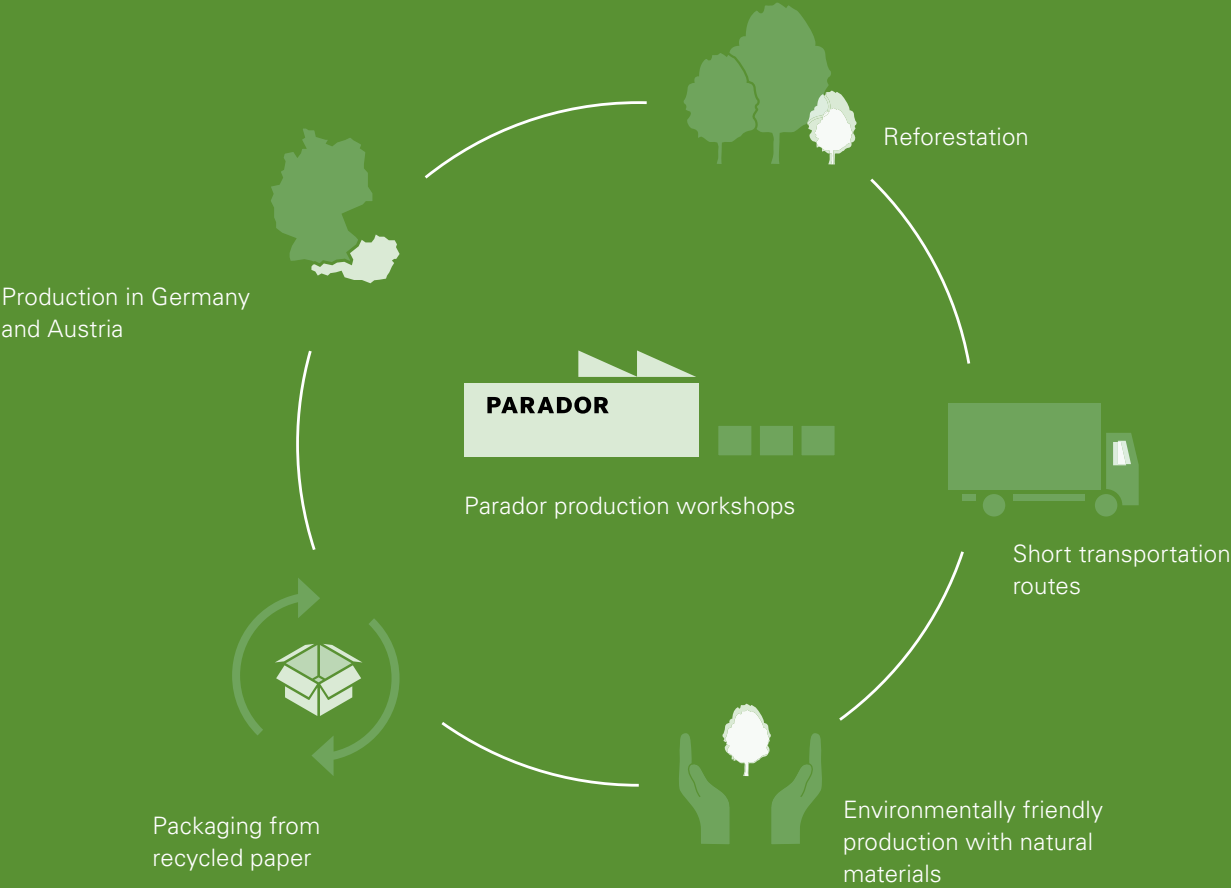 Reforestation
Production in Germany
and Austria
PARADOR
Parador production workshops
Short transportation
routes
Environmentally friendly
production with natural
materials
Packaging from
recycled paper